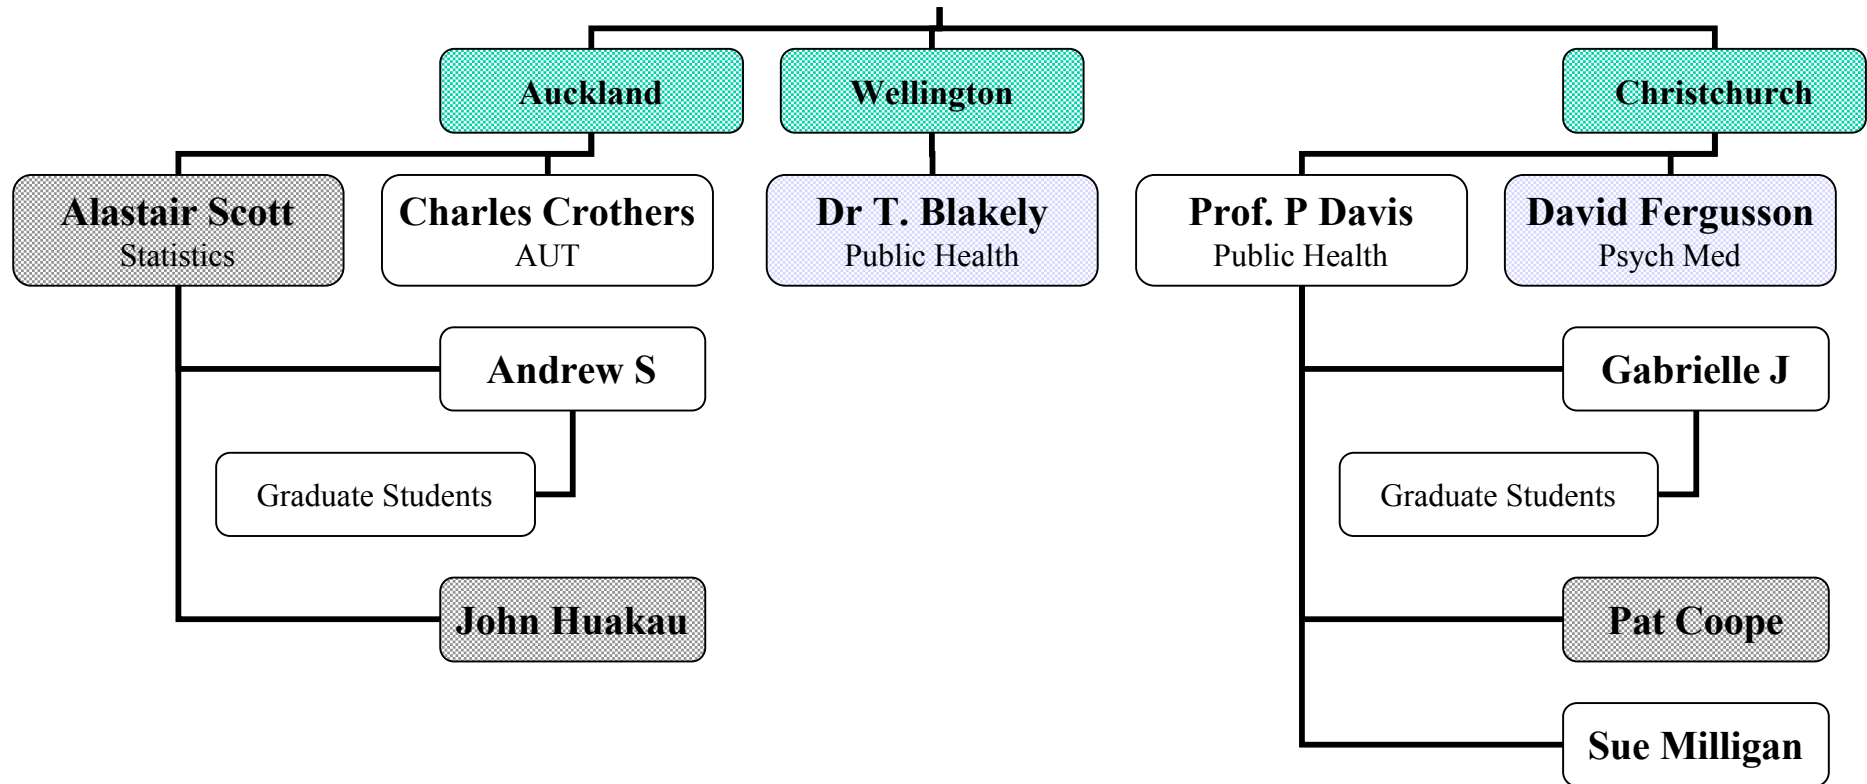 Auckland
Wellington
Christchurch
Alastair Scott
Statistics
Charles Crothers
AUT
Dr T. Blakely
Public Health
Prof. P Davis
Public Health
David Fergusson
Psych Med
Andrew S
Gabrielle J
Graduate Students
Graduate Students
John Huakau
Pat Coope
Sue Milligan